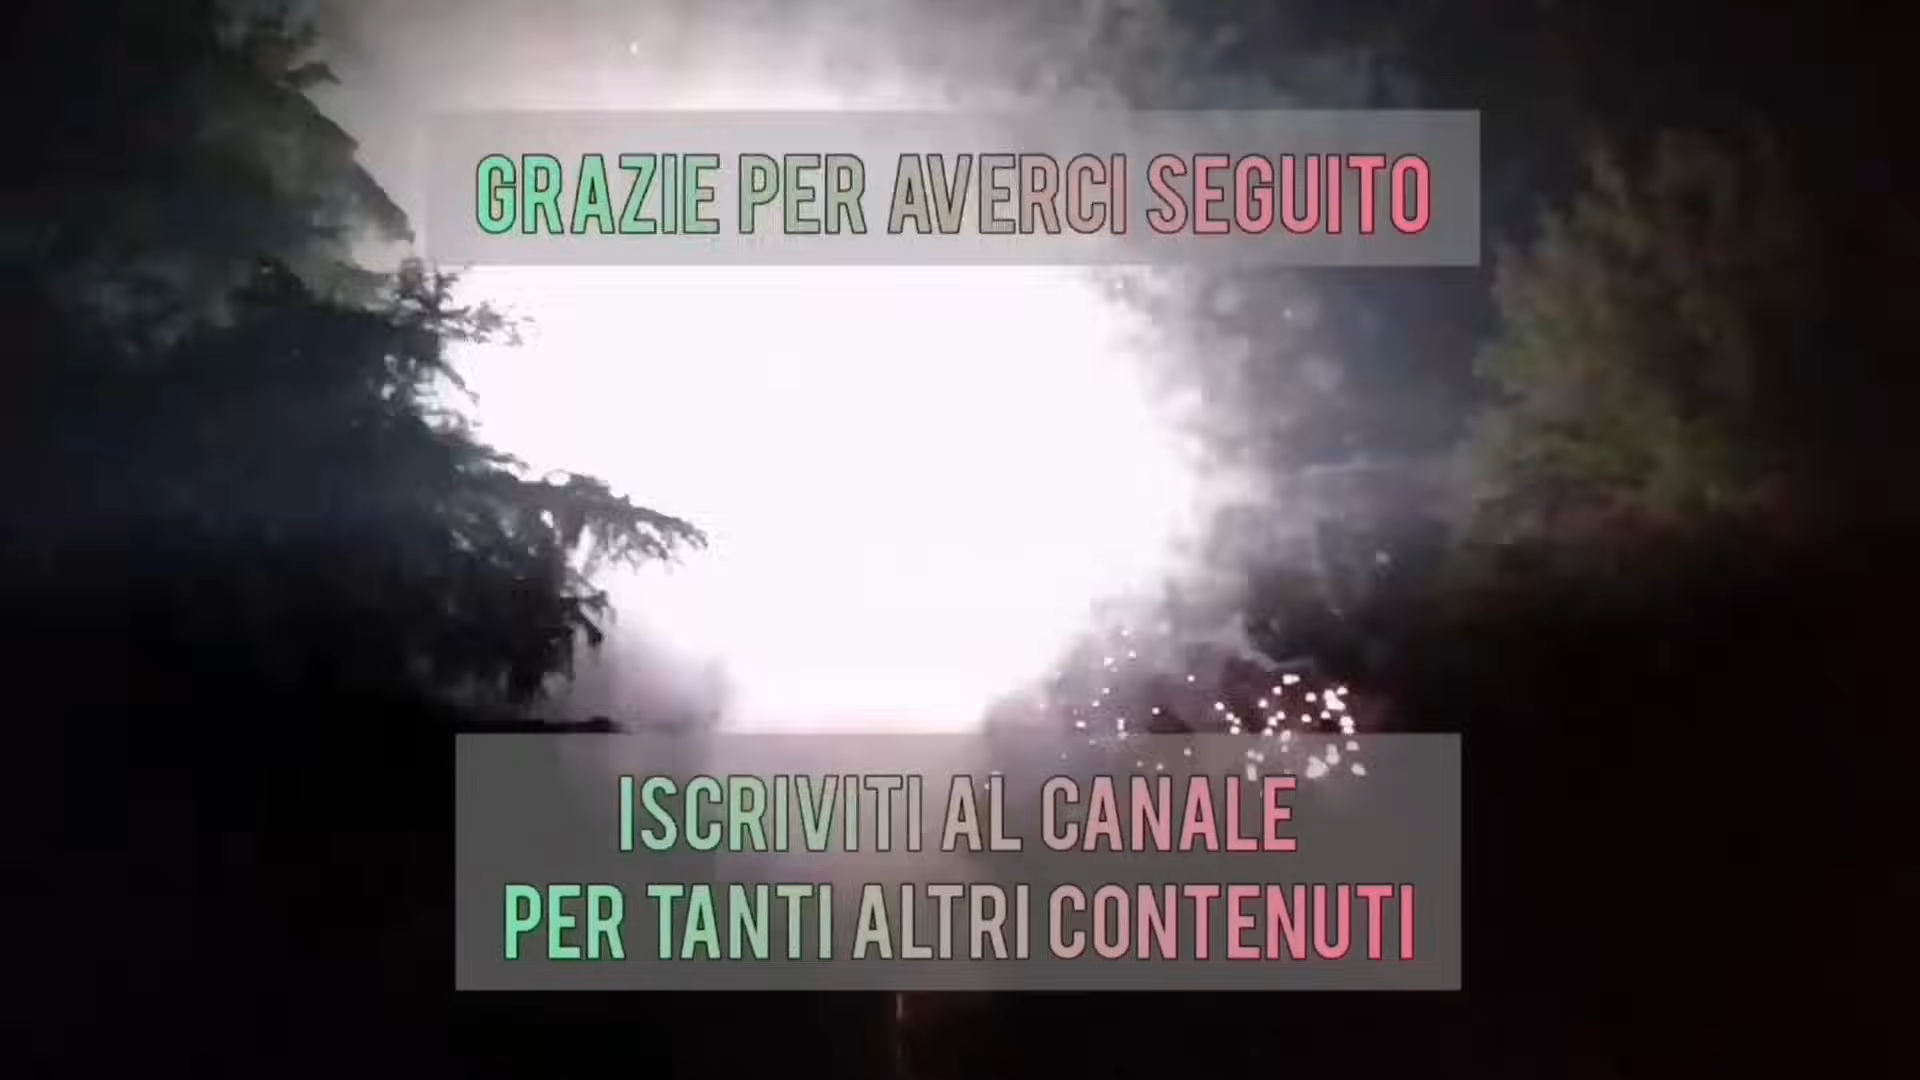 GRAZIE PER AVERCI SEGUITO
ISCRIVITI AL CANALE
PER TANTI ALTRI CONTENUTI